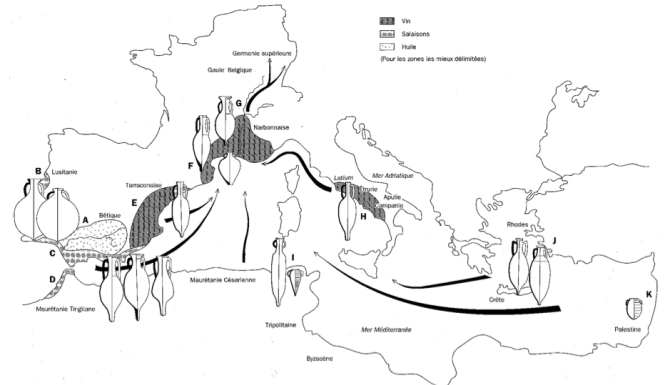 Vin
Salaisons
Huile
(Pour les zones les mieux délimitées)
Germanie supérieure
Gaule Belgique
G
Narbonnaise
F
B
Lusitanie
Tarraconaise
Mer Adriatique
Latium
Etrurie
Apulie
Campanie
A
Bétique
E
H
Rhodes
J
C
I
D
Maurétanie Césarienne
Crète
K
Maurétanie Tingitane
Tripolitaine
Mer Méditerranée
Palestine
Byzacène